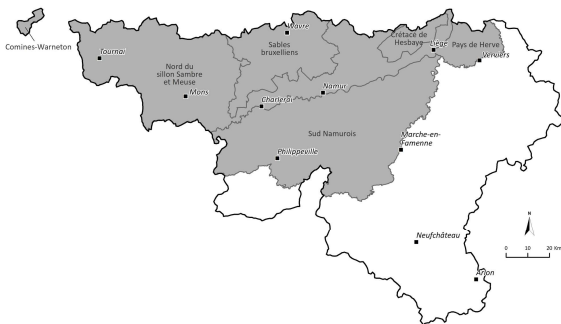 Comines-Warneton
Tournai
Nord du
sillon Sambre
et Meuse
Mons
Wavre
Sables
bruxelliens
Charleroi
Namur
Crétacé de
Hesbaye
Liège
Pays de Herve
Verviers
Sud Namurois
Marche-en-
Famenne
Philippeville
Neufchâteau
Arlon
N
0 10 20 Km